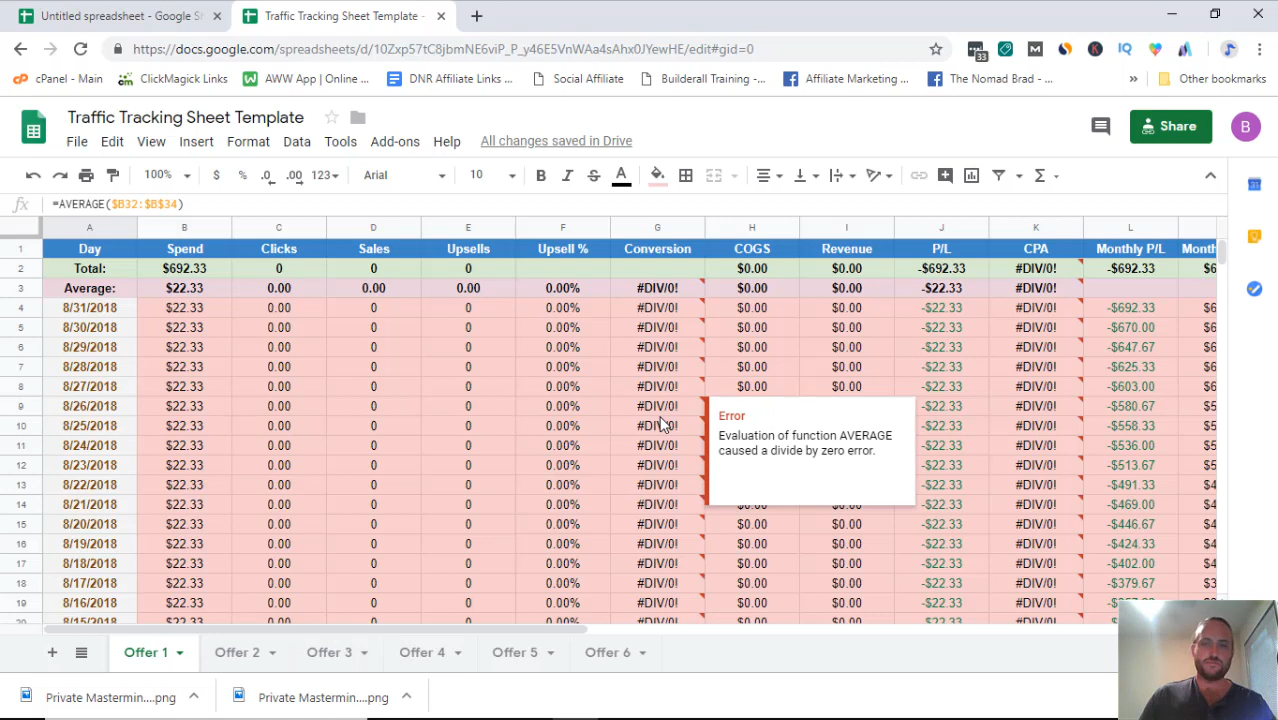 Untitled spreadsheet - Google Sh
Traffic Tracking Sheet Template -
https://docs.google.com/spreadsheets/d/10Zxp57tC8jbmNE6viP_P_y46E5VnWAa4sAhx0JYewHE/edit#gid=0
33
cPanel - Main ClickMagick Links AWW App | Online ... DNR Affiliate Links ... Social Affiliate Builderall Training -... Affiliate Marketing ... The Nomad Brad - ... » Other bookmarks
Traffic Tracking Sheet Template
Share
B
File Edit View Insert Format Data Tools Add-ons Help All changes saved in Drive
100% $ % .0 .00 123 Arial 10 B I S A Σ
fx =AVERAGE($B32:$B$34)
A B C D E F G H I J K L
1 Day Spend Clicks Sales Upsells Upsell % Conversion COGS Revenue P/L CPA Monthly P/L Month
2 Total: $692.33 0 0 0 $0.00 $0.00 -$692.33 #DIV/0! -$692.33 $6
3 Average: $22.33 0.00 0.00 0.00 0.00% #DIV/0! $0.00 $0.00 -$22.33 #DIV/0!
4 8/31/2018 $22.33 0.00 0 0 0.00% #DIV/0! $0.00 $0.00 -$22.33 #DIV/0! -$692.33 $0
5 8/30/2018 $22.33 0.00 0 0 0.00% #DIV/0! $0.00 $0.00 -$22.33 #DIV/0! -$670.00 $0
6 8/29/2018 $22.33 0.00 0 0 0.00% #DIV/0! $0.00 $0.00 -$22.33 #DIV/0! -$647.67 $0
7 8/28/2018 $22.33 0.00 0 0 0.00% #DIV/0! $0.00 $0.00 -$22.33 #DIV/0! -$625.33 $0
8 8/27/2018 $22.33 0.00 0 0 0.00% #DIV/0! $0.00 $0.00 -$22.33 #DIV/0! -$603.00 $0
9 8/26/2018 $22.33 0.00 0 0 0.00% #DIV/0! -$22.33 #DIV/0! -$580.67 $5
10 8/25/2018 $22.33 0.00 0 0 0.00% #DIV/0! -$22.33 #DIV/0! -$558.33 $5
11 8/24/2018 $22.33 0.00 0 0 0.00% #DIV/0! -$22.33 #DIV/0! -$536.00 $5
12 8/23/2018 $22.33 0.00 0 0 0.00% #DIV/0! -$22.33 #DIV/0! -$513.67 $5
13 8/22/2018 $22.33 0.00 0 0 0.00% #DIV/0! -$22.33 #DIV/0! -$491.33 $4
14 8/21/2018 $22.33 0.00 0 0 0.00% #DIV/0! $0.00 $0.00 -$22.33 #DIV/0! -$469.00 $4
15 8/20/2018 $22.33 0.00 0 0 0.00% #DIV/0! $0.00 $0.00 -$22.33 #DIV/0! -$446.67 $4
16 8/19/2018 $22.33 0.00 0 0 0.00% #DIV/0! $0.00 $0.00 -$22.33 #DIV/0! -$424.33 $4
17 8/18/2018 $22.33 0.00 0 0 0.00% #DIV/0! $0.00 $0.00 -$22.33 #DIV/0! -$402.00 $4
18 8/17/2018 $22.33 0.00 0 0 0.00% #DIV/0! $0.00 $0.00 -$22.33 #DIV/0! -$379.67 $3
19 8/16/2018 $22.33 0.00 0 0 0.00% #DIV/0! $0.00 $0.00 -$22.33 #DIV/0!
20 8/15/2018 $22.33 0.00 0 0 0.00% #DIV/0! $0.00 $0.00 -$22.33 #DIV/0!
Error
Evaluation of function AVERAGE
caused a divide by zero error.
Offer 1 Offer 2 Offer 3 Offer 4 Offer 5 Offer 6
Private Mastermin....png Private Mastermin....png